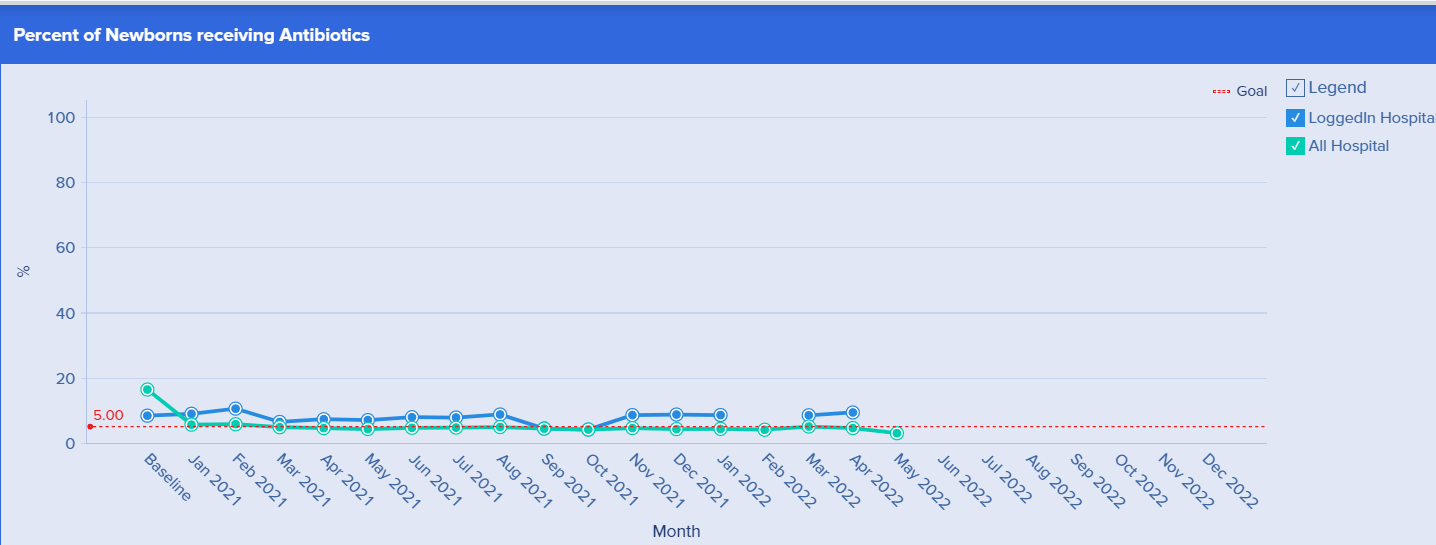 Percent of Newborns receiving Antibiotics
Goal
Legend
LoggedIn Hospita
All Hospital
100
80
60
40
20
0
%
5.00
Baseline
Jan 2021
Feb 2021
Mar 2021
Apr 2021
May 2021
Jun 2021
Jul 2021
Aug 2021
Sep 2021
Oct 2021
Nov 2021
Dec 2021
Jan 2022
Feb 2022
Mar 2022
Apr 2022
May 2022
Jun 2022
Jul 2022
Aug 2022
Sep 2022
Oct 2022
Nov 2022
Dec 2022
Month